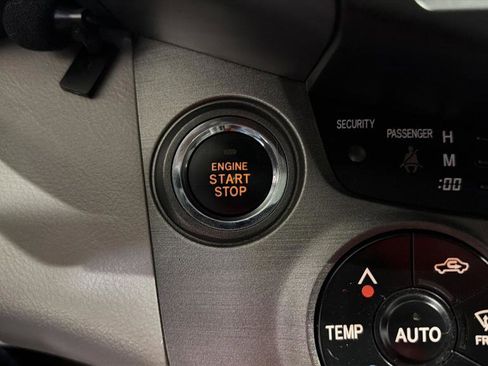 ENGINE
START
STOP
SECURITY
PASSENGER H
M
:00
TEMP
AUTO